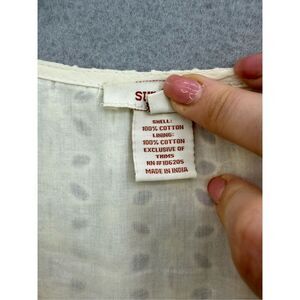 SHELL:
100% COTTON
LINING:
100% COTTON
EXCLUSIVE OF
TRIMS
RN#106205
MADE IN INDIA